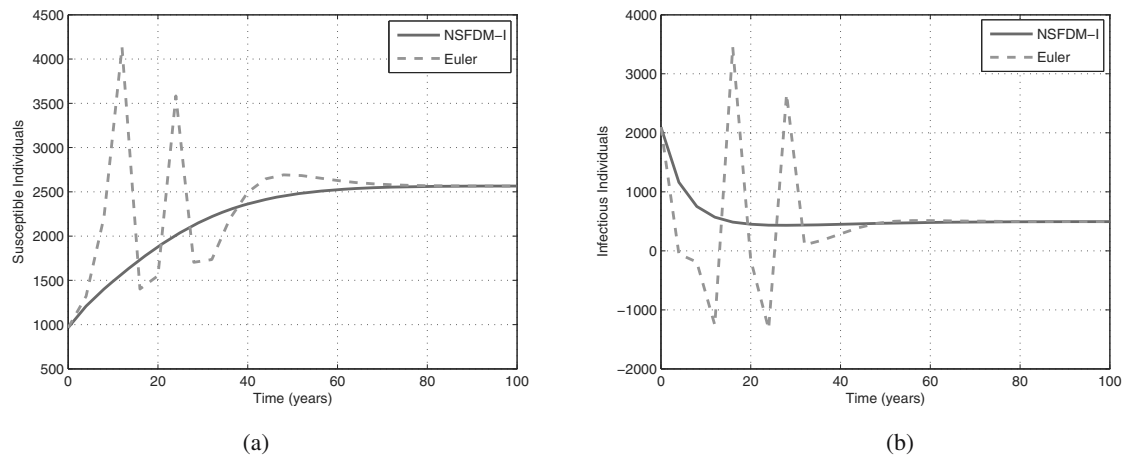 4500
4000
3500
3000
2500
2000
1500
1000
500
0
20
40
60
80
100
Susceptible Individuals
Time (years)
NSFDM−I
Euler
(a)
4000
3000
2000
1000
0
−1000
−2000
0
20
40
60
80
100
Infectious Individuals
Time (years)
NSFDM−I
Euler
(b)